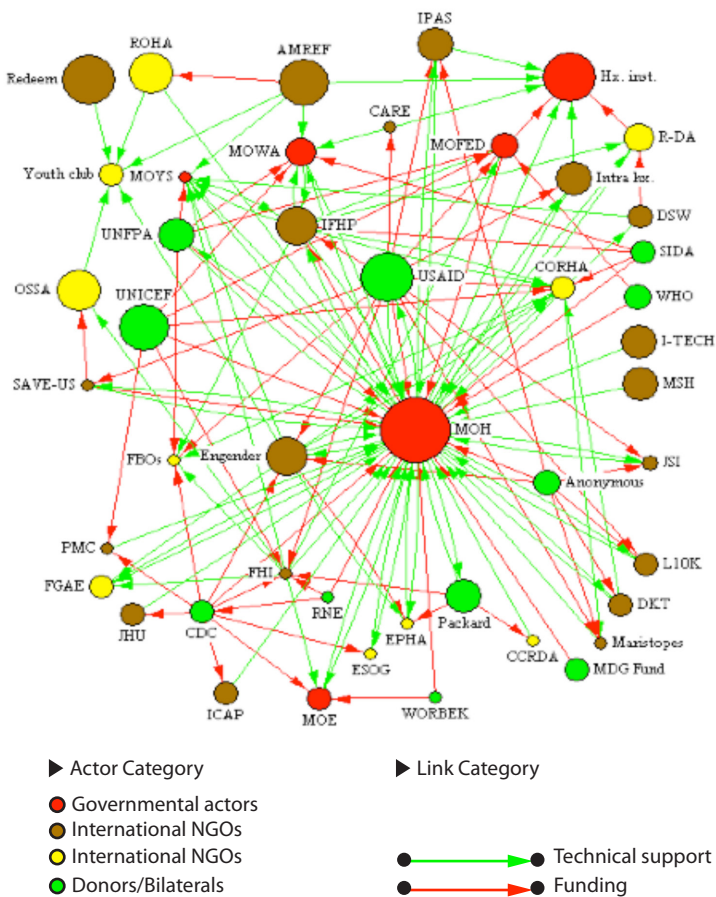 IPAS
ROHA
AMREF
Redeem
Hx. inst.
CARE
MOWA
MOFED
R-DA
Youth club
MOYS
Intra hx.
DSW
UNFPA
IFHP
SIDA
OSSA
UNICEF
USAID
CORHA
WHO
I-TECH
SAVE-US
MSH
MOH
FBOs
Engender
JSI
Anonymous
PMC
FHI
L10K
FGAE
RNE
Packard
DKT
JHU
CDC
EPHA
Maristopes
ESOG
CCRDA
MDG Fund
ICAP
MOE
WORBEK
Actor Category
Link Category
Governmental actors
International NGOs
International NGOs
Technical support
Donors/Bilaterals
Funding